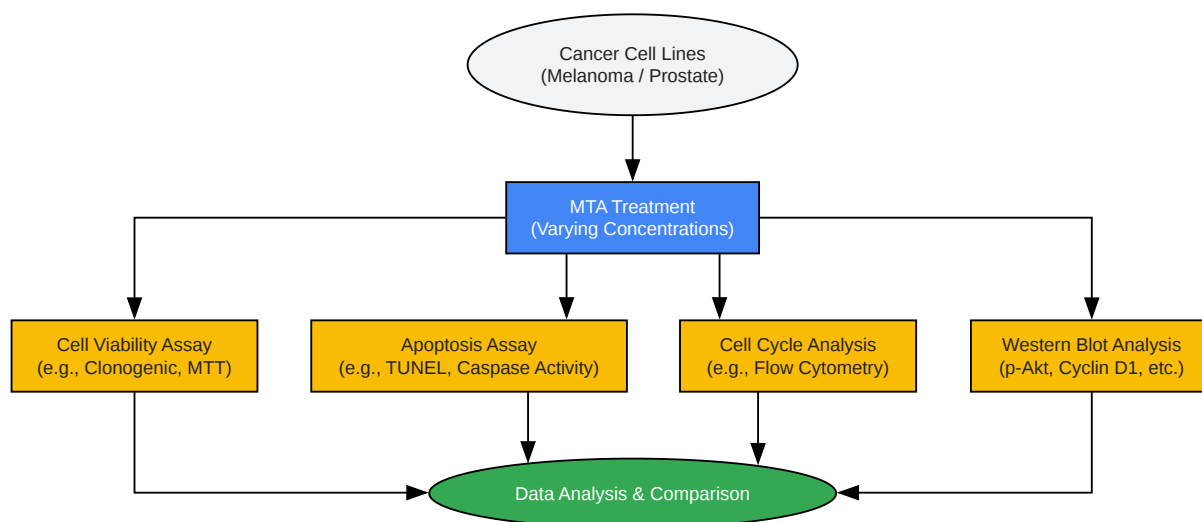 Cancer Cell Lines
(Melanoma / Prostate)
MTA Treatment
(Varying Concentrations)
Cell Viability Assay
(e.g., Clonogenic, MTT)
Apoptosis Assay
(e.g., TUNEL, Caspase Activity)
Cell Cycle Analysis
(e.g., Flow Cytometry)
Western Blot Analysis
(p-Akt, Cyclin D1, etc.)
Data Analysis & Comparison